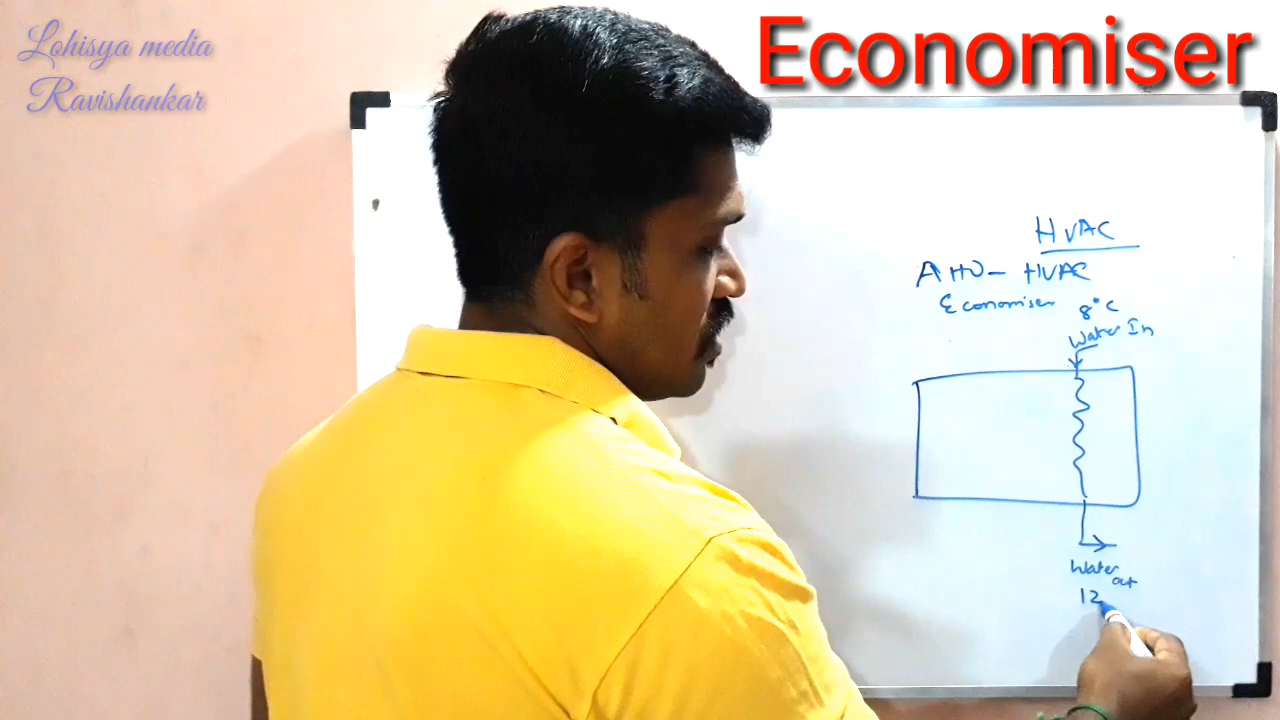 Lohisya media
Ravishankar
Economiser
HVAC
AHU - HVAC
Economiser
8°C
Water In
Water
out
12